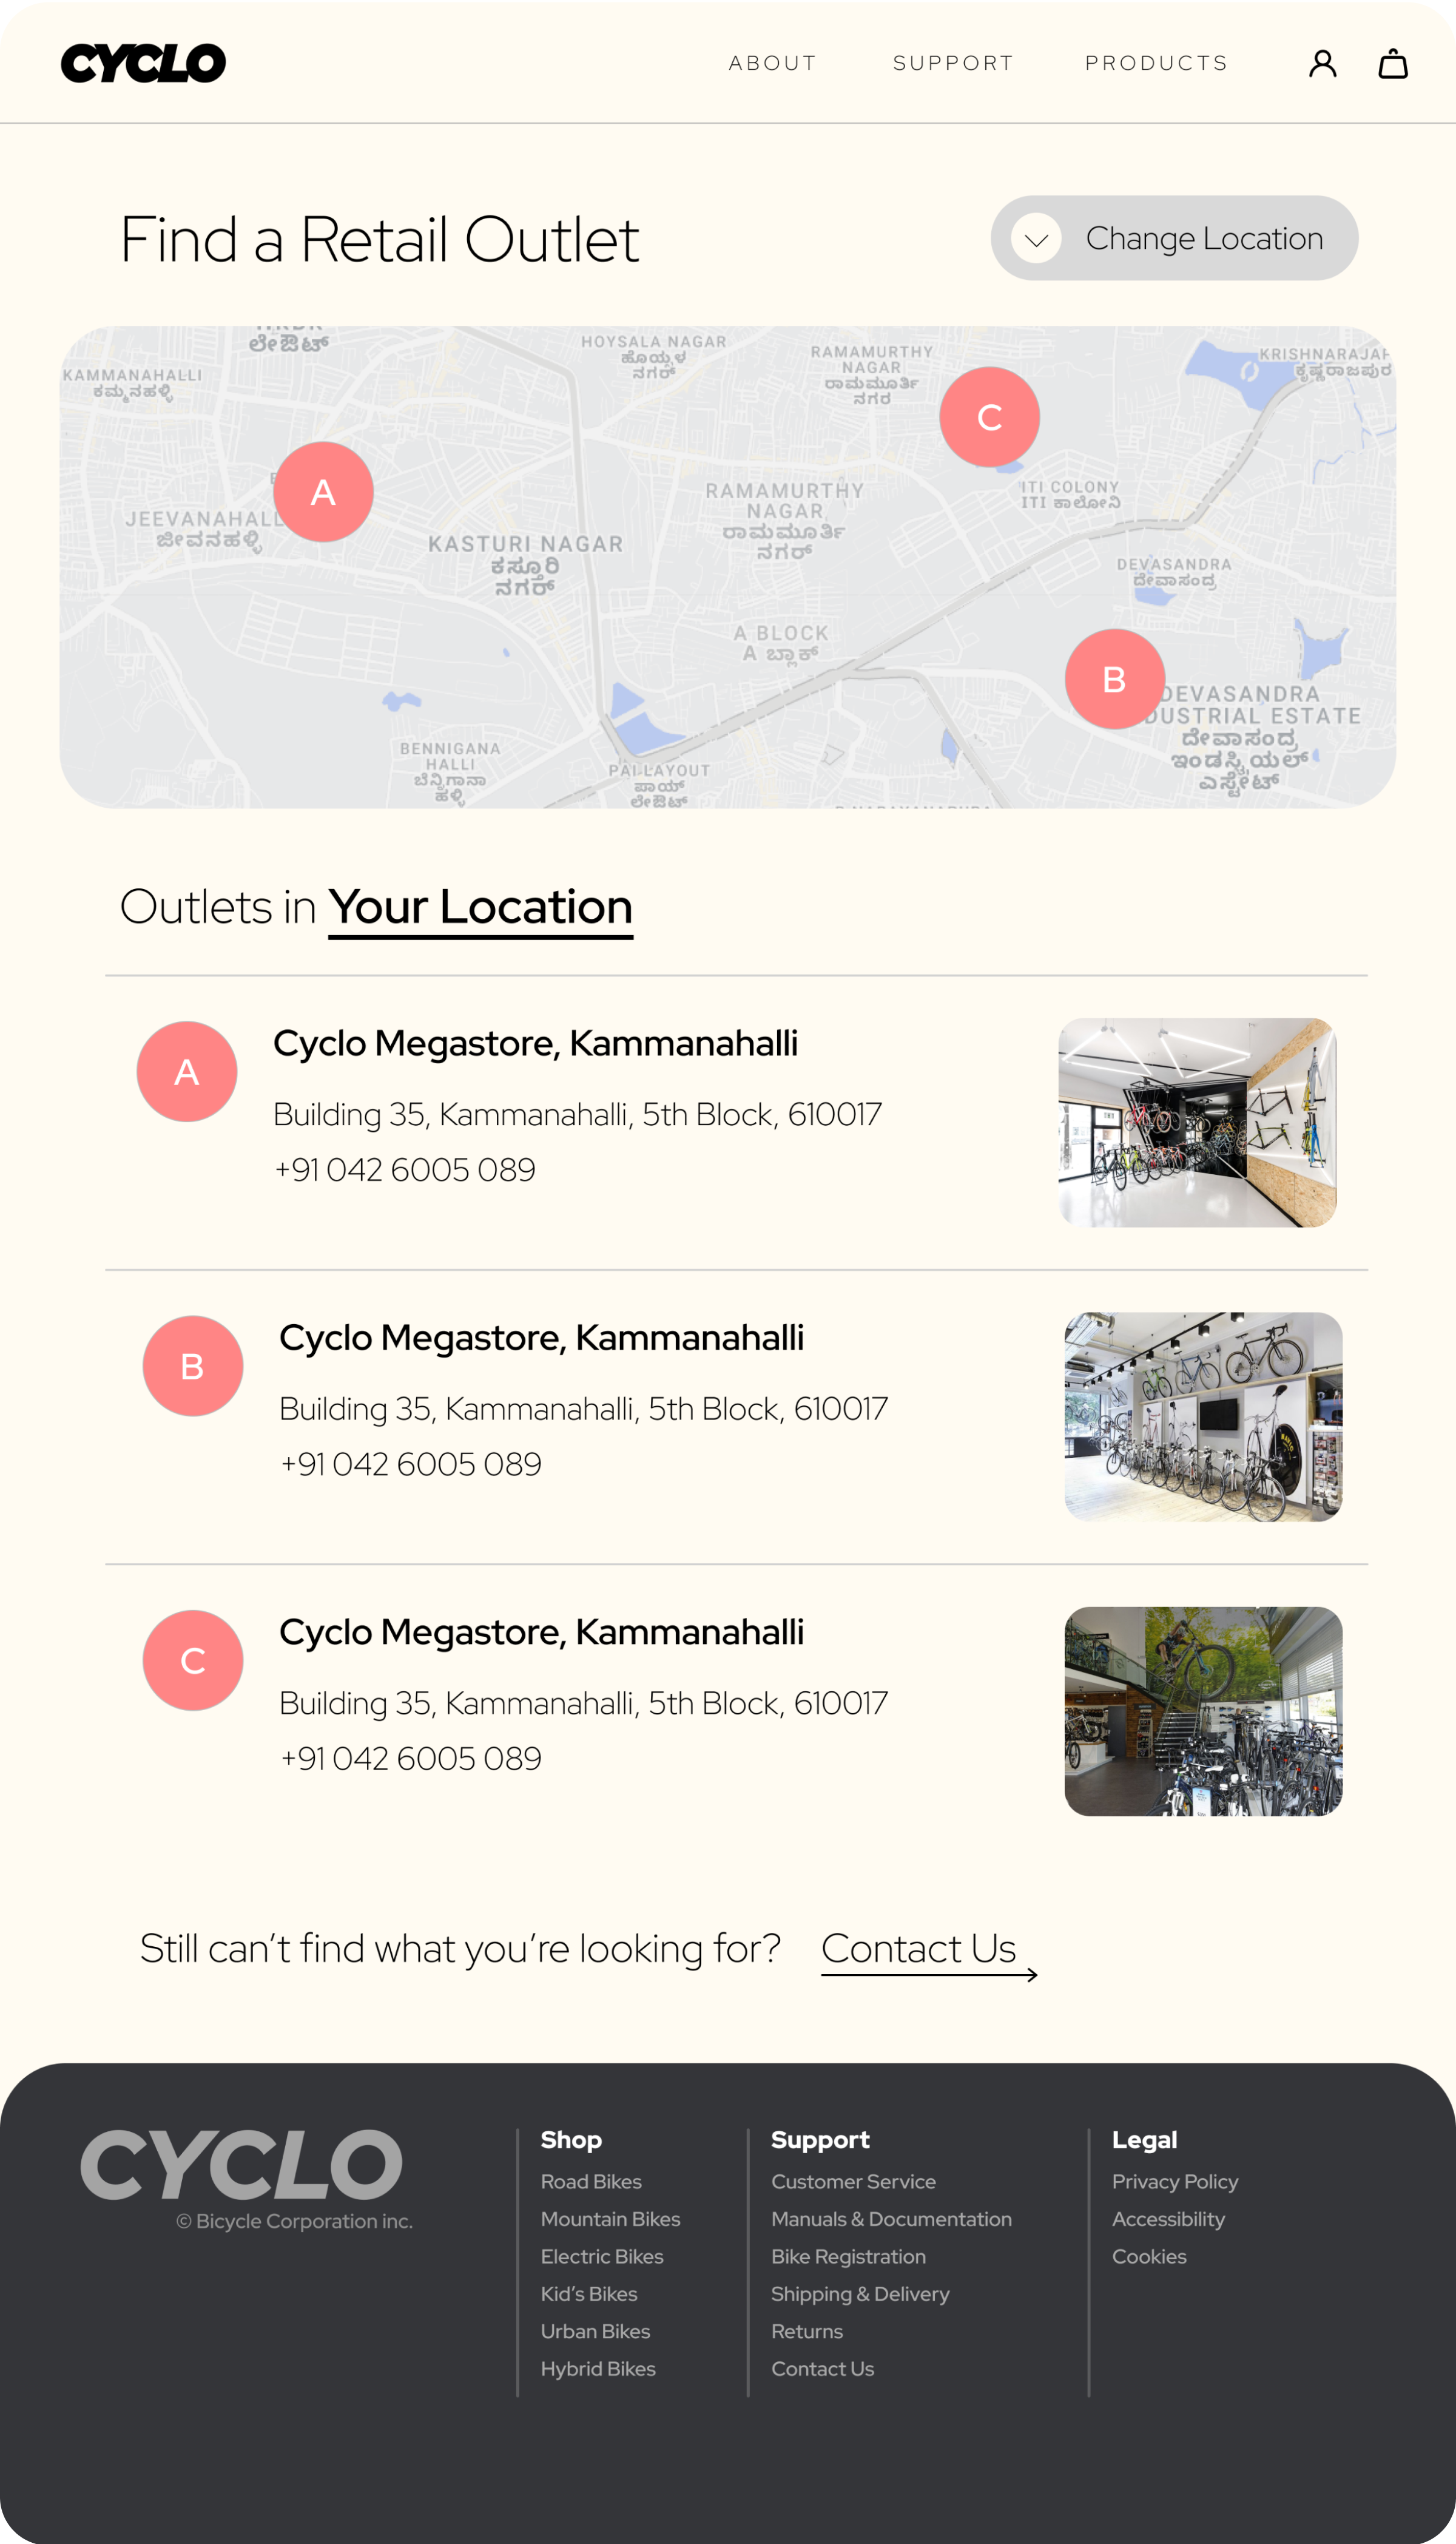 CYCLO
ABOUT SUPPORT PRODUCTS
Find a Retail Outlet
Change Location
ಲೇಔಟ್
HOYSALA NAGAR
ಹೊಯ್ಸಳ
ನಗರ್
RAMAMURTHY
NAGAR
ರಾಮಮೂರ್ತಿ
ನಗರ
KRISHNARAJAP
ಕೃಷ್ಣರಾಜಪುರ
KAMMANAHALLI
ಕಮ್ಮನಹಳ್ಳಿ
C
A
JEEVANAHALL
ಜೀವನಹಳ್ಳಿ
KASTURI NAGAR
ಕಸ್ತೂರಿ
ನಗರ್
RAMAMURTHY
NAGAR
ರಾಮಮೂರ್ತಿ
ನಗರ್
ITI COLONY
ITI ಕಾಲೋನಿ
DEVASANDRA
ದೇವಾಸಂದ್ರ
A BLOCK
A ಬ್ಲಾಕ್
B
DEVASANDRA
DUSTRIAL ESTATE
ದೇವಾಸಂದ್ರ
ಇಂಡಸ್ಟ್ರಿಯಲ್
ಎಸ್ಟೇಟ್
BENNIGANA
HALLI
ಬೆನ್ನಿಗಾನಾ
ಹಳ್ಳಿ
PAI LAYOUT
ಪಾಯ್
ಲೇಔಟ್
Outlets in Your Location
A
Cyclo Megastore, Kammanahalli
Building 35, Kammanahalli, 5th Block, 610017
+91 042 6005 089
B
Cyclo Megastore, Kammanahalli
Building 35, Kammanahalli, 5th Block, 610017
+91 042 6005 089
C
Cyclo Megastore, Kammanahalli
Building 35, Kammanahalli, 5th Block, 610017
+91 042 6005 089
Still can’t find what you’re looking for? Contact Us
CYCLO
© Bicycle Corporation inc.
Shop
Road Bikes
Mountain Bikes
Electric Bikes
Kid’s Bikes
Urban Bikes
Hybrid Bikes
Support
Customer Service
Manuals & Documentation
Bike Registration
Shipping & Delivery
Returns
Contact Us
Legal
Privacy Policy
Accessibility
Cookies